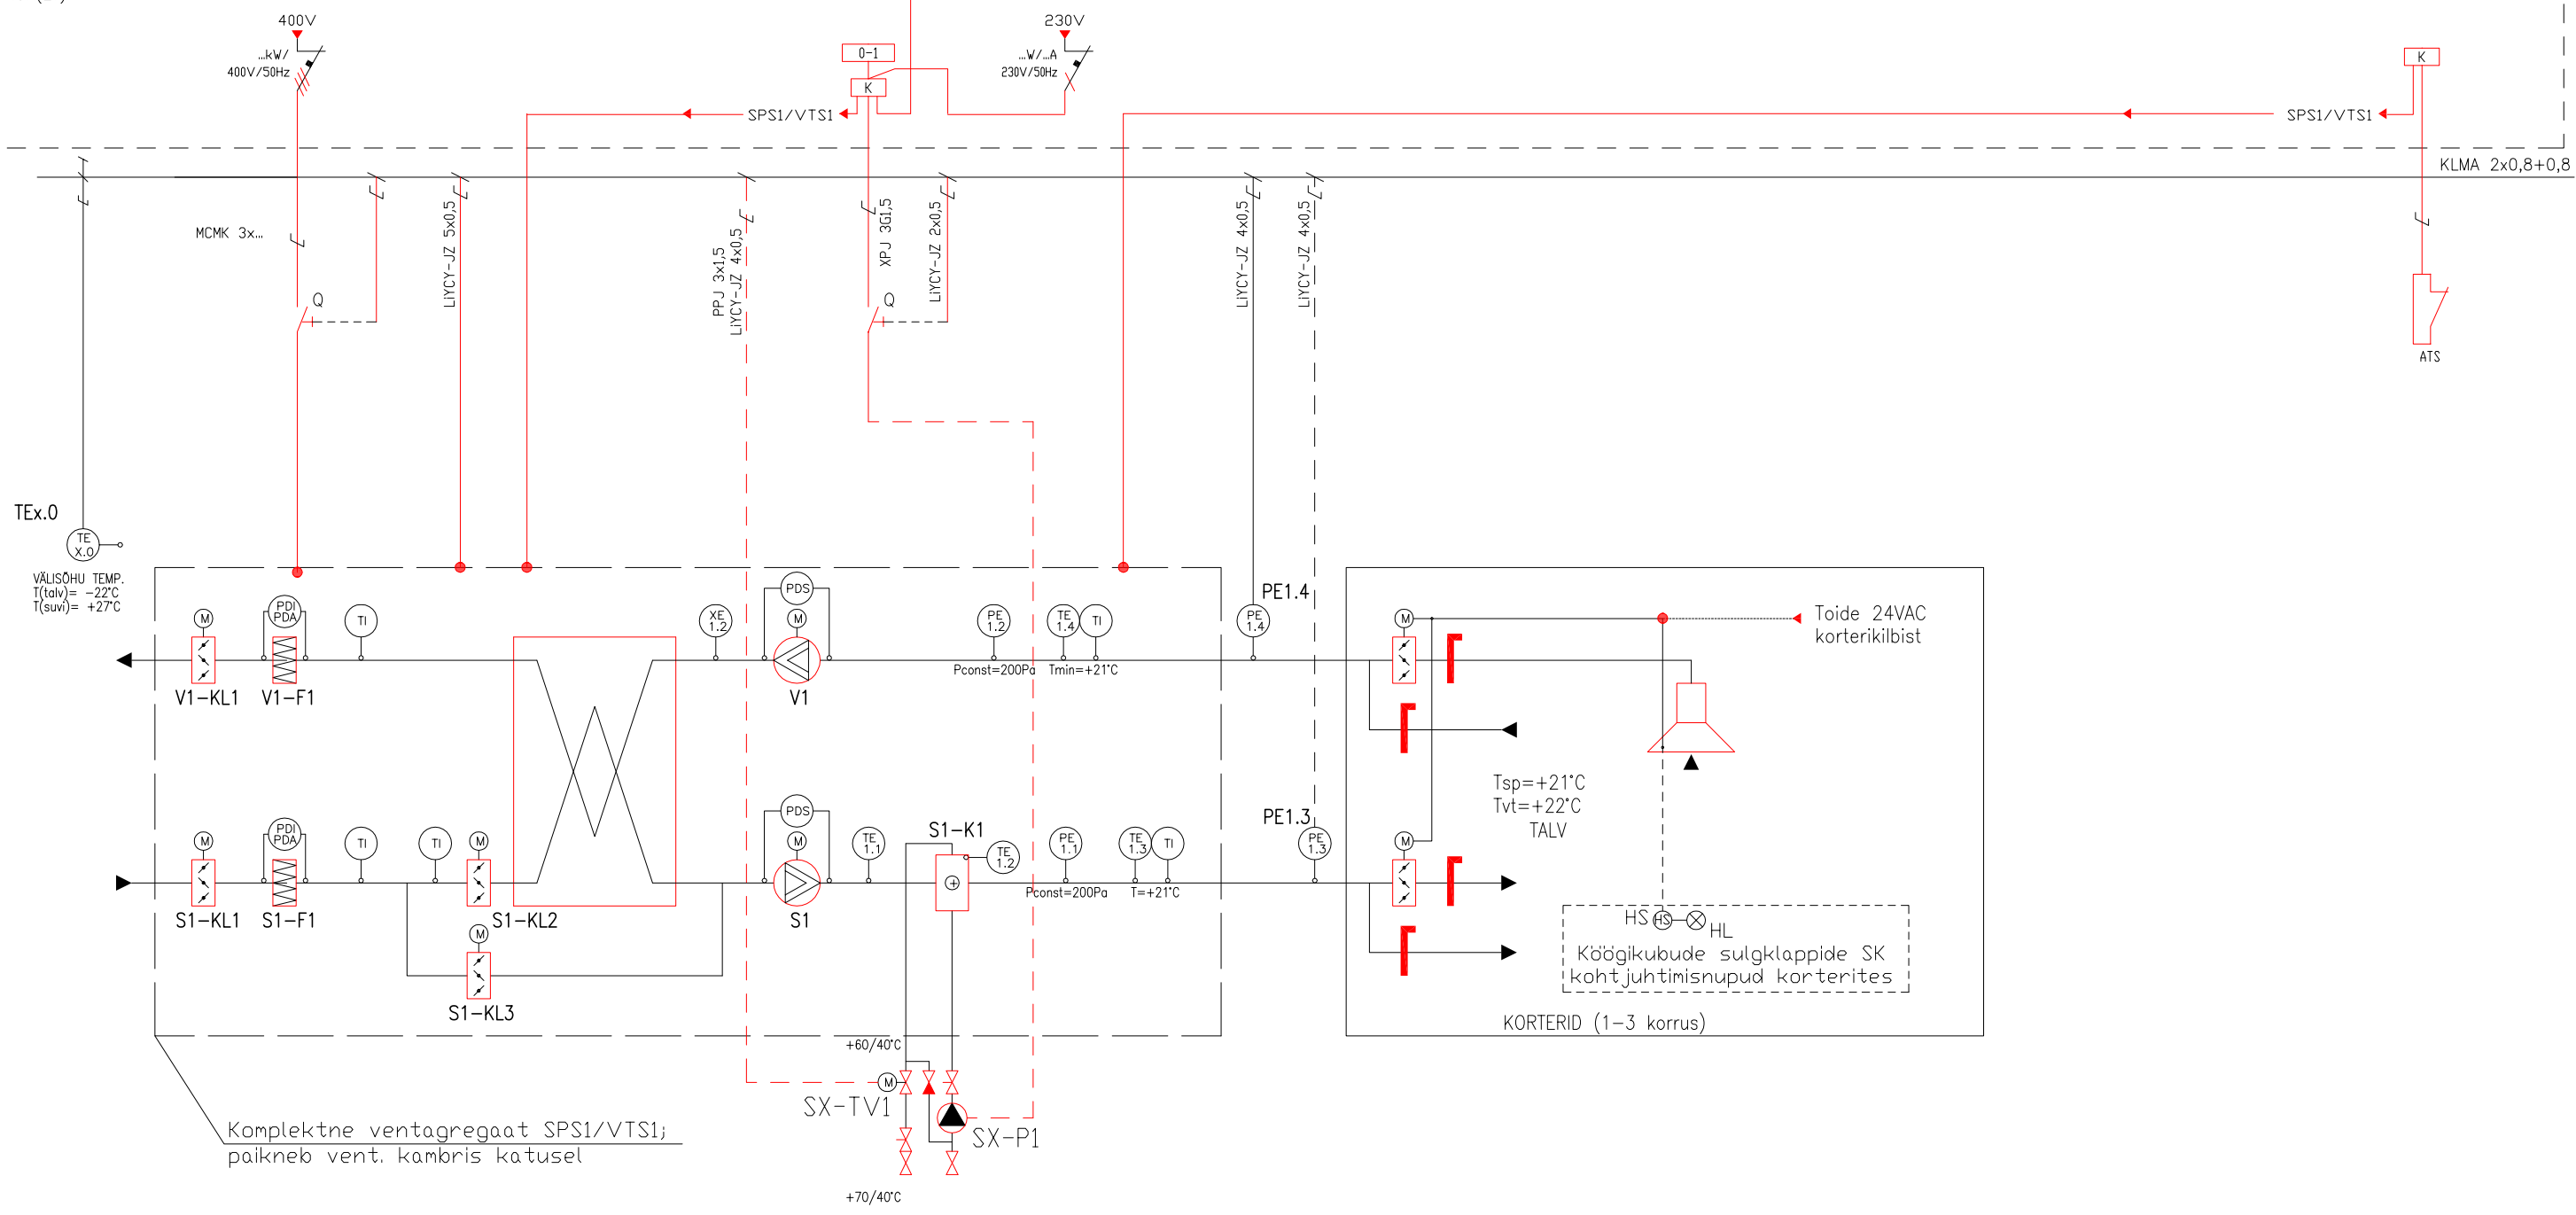 400V
...kW/
400V/50Hz
0-1
K
230V
...W/...A
230V/50Hz
K
SPS1/VTS1
SPS1/VTS1
KLMA 2x0,8+0,8
MCMK 3x...
LiYCY-JZ 5x0,5
PPJ 3x1,5
LiYCY-JZ 4x0,5
XPJ 3G1,5
LiYCY-JZ 2x0,5
LiYCY-JZ 4x0,5
LiYCY-JZ 4x0,5
Q
Q
ATS
TEx.0
TE
X.0
VÄLISÕHU TEMP.
T(talv)= -22°C
T(suvi)= +27°C
M
PDI
PDA
TI
XE
1.2
PDS
M
PE
1.2
TE
1.4
TI
PE1.4
PE
1.4
M
Toide 24VAC
korterikilbist
V1-KL1
V1-F1
V1
Pconst=200Pa
Tmin=+21°C
Tsp=+21°C
Tvt=+22°C
TALV
M
PDI
PDA
TI
TI
M
PDS
M
TE
1.1
S1-K1
TE
1.2
PE
1.1
TE
1.3
TI
PE1.3
PE
1.3
M
S1-KL1
S1-F1
S1-KL2
S1
Pconst=200Pa
T=+21°C
M
S1-KL3
HS
HS
HL
Köögikubude sulgklappide SK
kohtjuhtimisnupud korterites
KORTERID (1-3 korrus)
+60/40°C
M
SX-TV1
SX-P1
Komplektne ventagregaat SPS1/VTS1;
paikneb vent. kambris katusel
+70/40°C